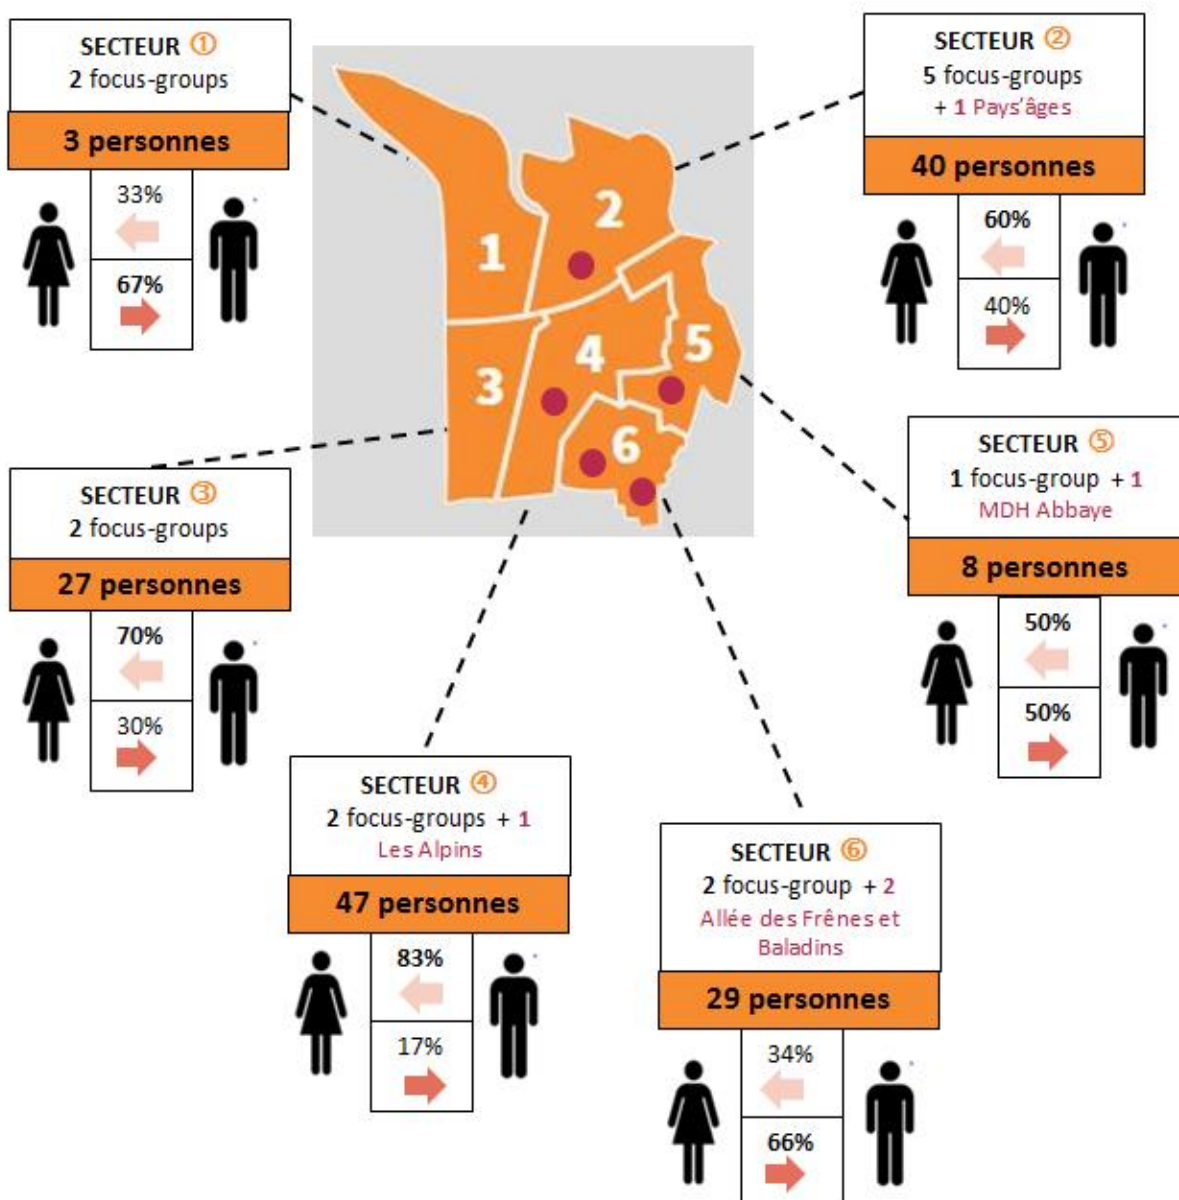 SECTEUR ①
2 focus-groups
3 personnes
33%
67%
SECTEUR ②
5 focus-groups
+ 1 Pays'âges
40 personnes
60%
40%
1
2
3
4
5
6
SECTEUR ③
2 focus-groups
27 personnes
70%
30%
SECTEUR ⑤
1 focus-group + 1
MDH Abbaye
8 personnes
50%
50%
SECTEUR ④
2 focus-groups + 1
Les Alpins
47 personnes
83%
17%
SECTEUR ⑥
2 focus-group + 2
Allée des Frênes et
Baladins
29 personnes
34%
66%